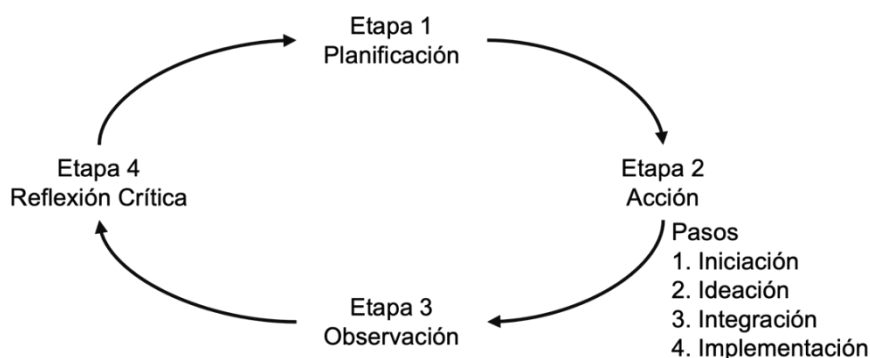 Etapa 1
Planificación
Etapa 2
Acción
Pasos
1. Iniciación
2. Ideación
3. Integración
4. Implementación
Etapa 3
Observación
Etapa 4
Reflexión Crítica